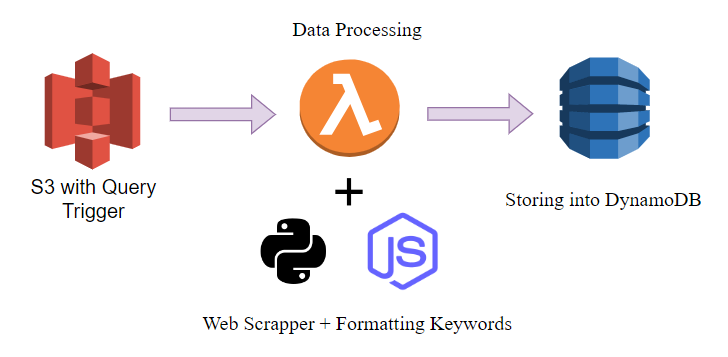 Data Processing
S3 with Query
Trigger
+
JS
Storing into DynamoDB
Web Scrapper + Formatting Keywords